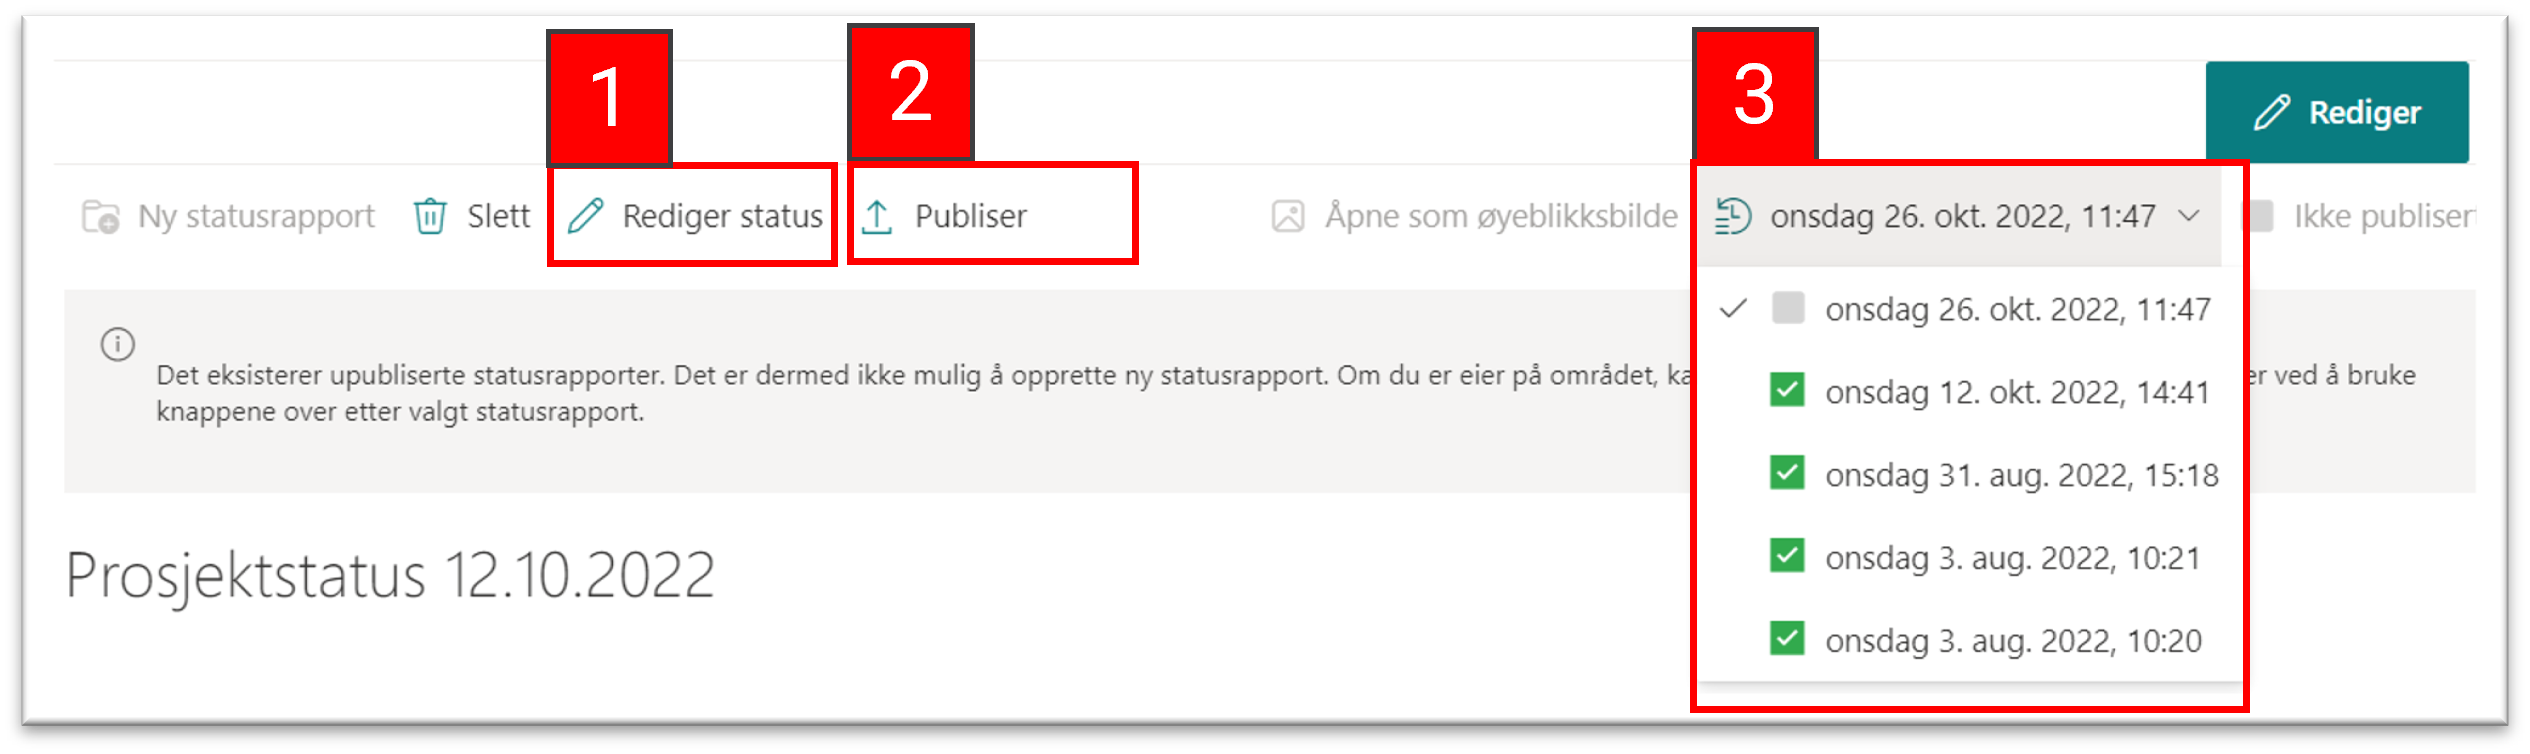 1
2
3
Rediger
Ny statusrapport
Slett
Rediger status
Publiser
Åpne som øyeblikksbilde
onsdag 26. okt. 2022, 11:47
Ikke publisert
onsdag 26. okt. 2022, 11:47
onsdag 12. okt. 2022, 14:41
onsdag 31. aug. 2022, 15:18
onsdag 3. aug. 2022, 10:21
onsdag 3. aug. 2022, 10:20
Det eksisterer upubliserte statusrapporter. Det er dermed ikke mulig å opprette ny statusrapport. Om du er eier på området, ved å bruke
knappene over etter valgt statusrapport.
Prosjektstatus 12.10.2022